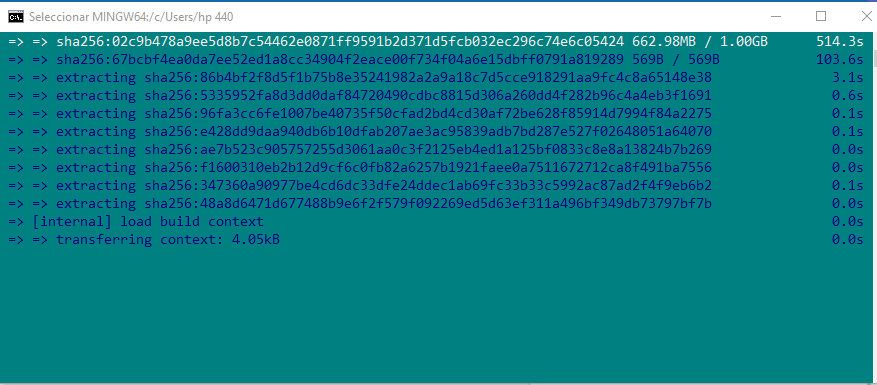 Seleccionar MINGW64:/c/Users/hp 440
=> => sha256:02c9b478a9ee5d8b7c54462e0871ff9591b2d371d5fcb032ec296c74e6c05424 662.98MB / 1.00GB 514.3s
=> => sha256:67bcbf4ea0da7ee52ed1a8cc34904f2eace00f734f04a6e15dbff0791a819289 569B / 569B 103.6s
=> => extracting sha256:86b4bf2f8d5f1b75b8e35241982a2a9a18c7d5cce918291aa9fc4c8a65148e38 3.1s
=> => extracting sha256:5335952fa8d3dd0daf84720490cdbc8815d306a260dd4f282b96c4a4eb3f1691 0.6s
=> => extracting sha256:96fa3cc6fe1007be40735f50cfad2bd4cd30af72be628f85914d7994f84a2275 0.1s
=> => extracting sha256:e428dd9daa940db6b10dfab207ae3ac95839adb7bd287e527f02648051a64070 0.1s
=> => extracting sha256:ae7b523c905757255d3061aa0c3f2125eb4ed1a125bf0833c8e8a13824b7b269 0.0s
=> => extracting sha256:f1600310eb2b12d9cf6c0fb82a6257b1921faee0a7511672712ca8f491ba7556 0.0s
=> => extracting sha256:347360a90977be4cd6dc33dfe24ddec1ab69fc33b33c5992ac87ad2f4f9eb6b2 0.1s
=> => extracting sha256:48a8d6471d677488b9e6f2f579f092269ed5d63ef311a496bf349db73797bf7b 0.0s
=> [internal] load build context 0.0s
=> => transferring context: 4.05kB 0.0s